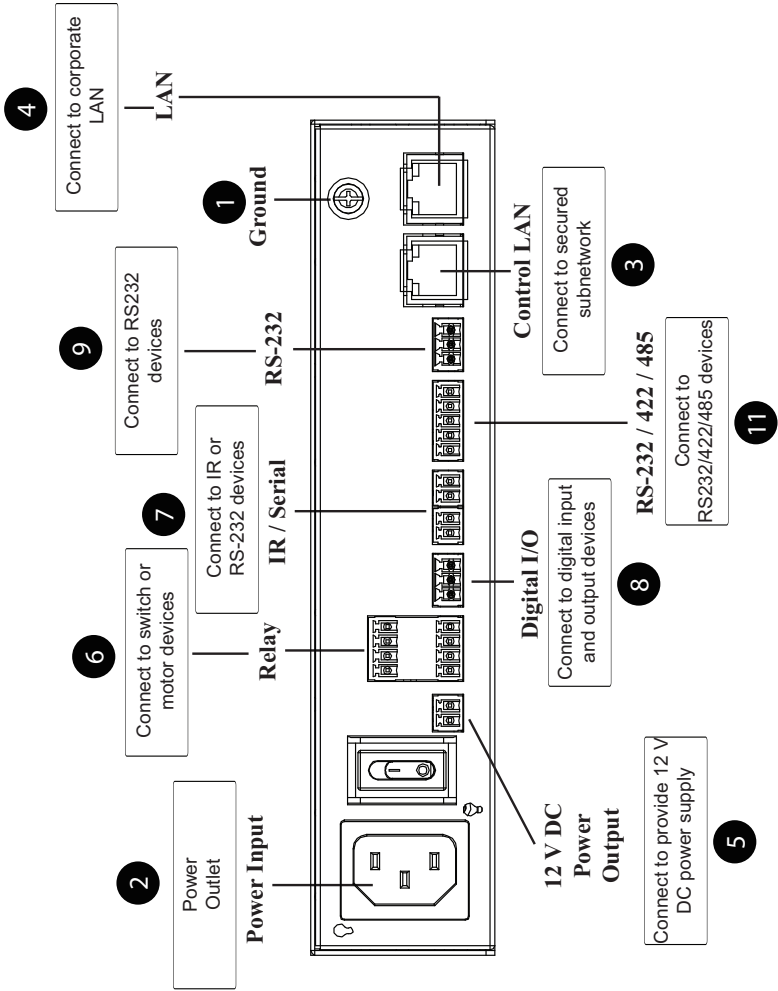 2
Power
Outlet
Power Input
6
Connect to switch or
motor devices
Relay
7
Connect to IR or
RS-232 devices
IR / Serial
9
Connect to RS232
devices
RS-232
1
Ground
4
Connect to corporate
LAN
LAN
12 V DC
Power
Output
Connect to provide 12 V
DC power supply
5
Digital I/O
Connect to digital input
and output devices
8
RS-232 / 422 / 485
Connect to
RS232/422/485 devices
11
Control LAN
Connect to secured
subnetwork
3